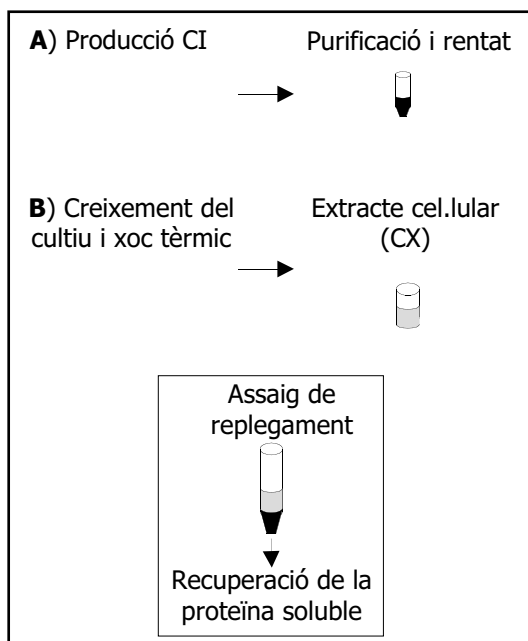 A) Producció CI
Purificació i rentat
B) Creixement del
cultiu i xoc tèrmic
Extracte cel.lular
(CX)
Assaig de
replegament
Recuperació de la
proteïna soluble